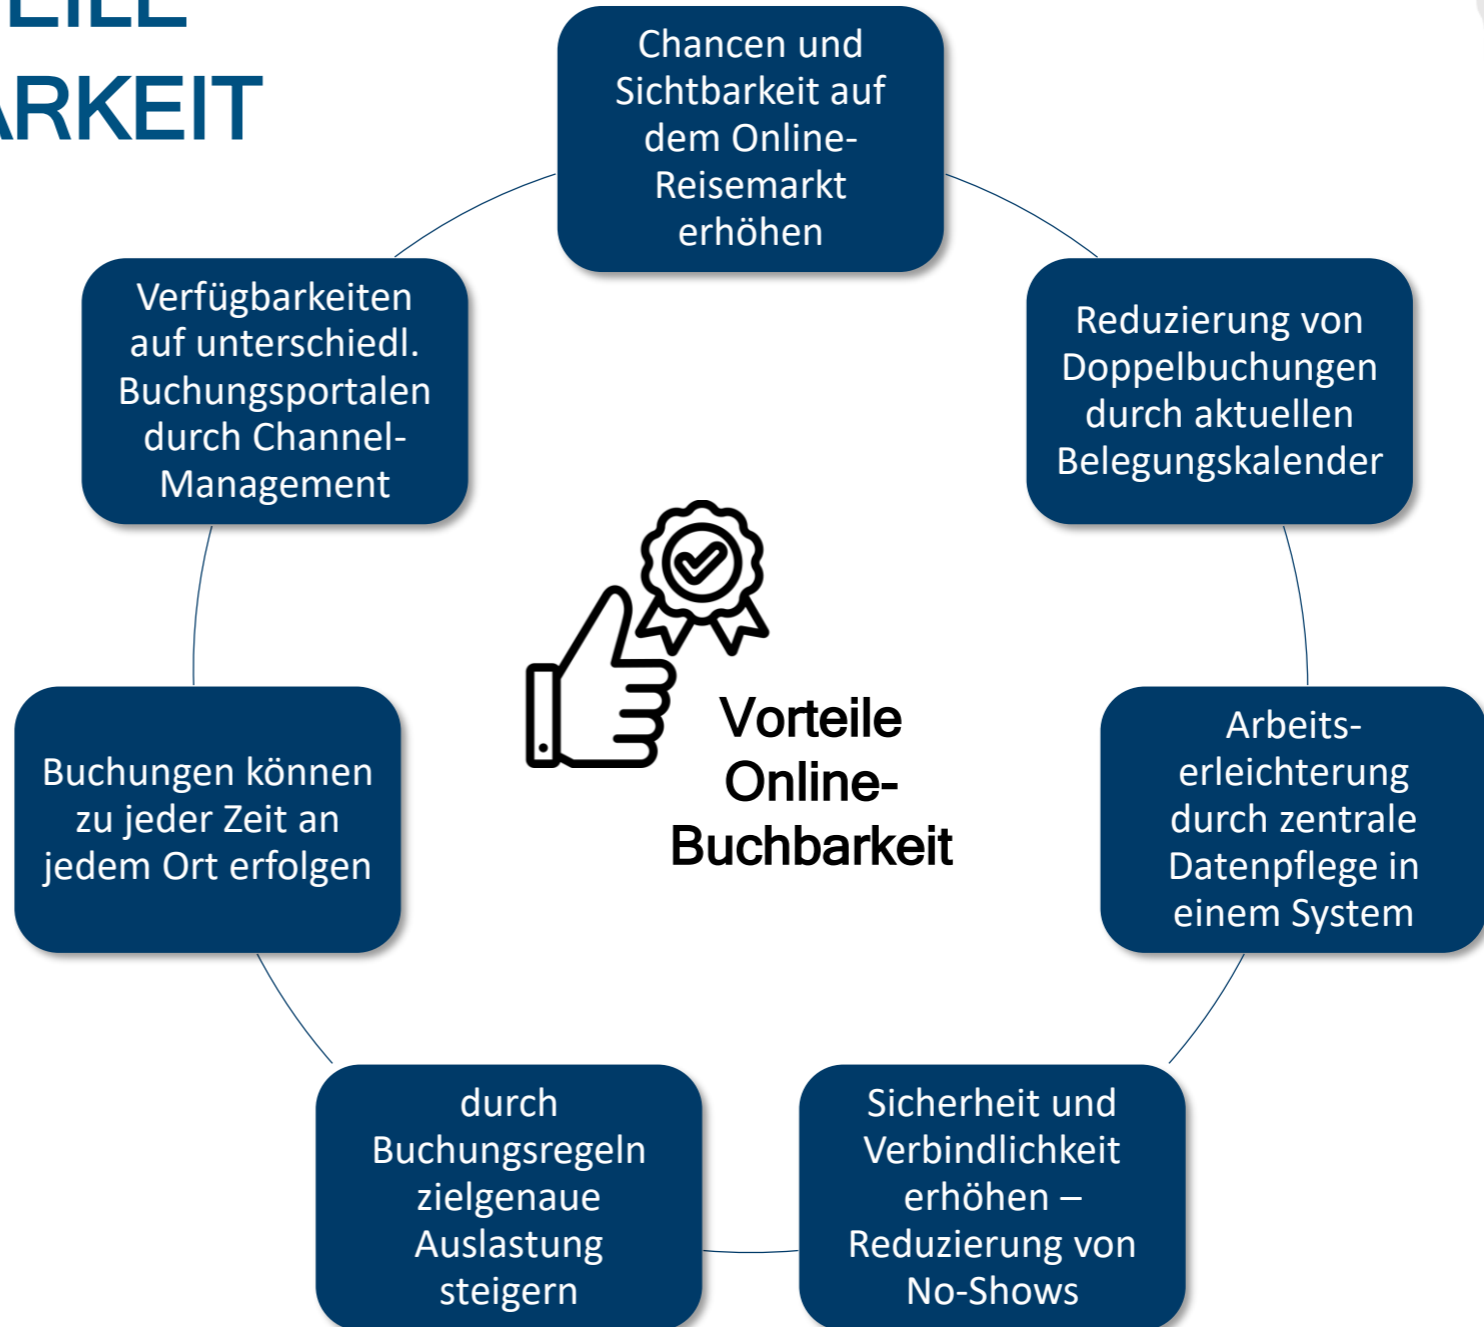 ARKEIT
Chancen und
Sichtbarkeit auf
dem Online-
Reisemarkt
erhöhen
Reduzierung von
Doppelbuchungen
durch aktuellen
Belegungskalender
Arbeits-
erleichterung
durch zentrale
Datenpflege in
einem System
Sicherheit und
Verbindlichkeit
erhöhen –
Reduzierung von
No-Shows
durch
Buchungsregeln
zielgenaue
Auslastung
steigern
Buchungen können
zu jeder Zeit an
jedem Ort erfolgen
Verfügbarkeiten
auf unterschiedl.
Buchungsportalen
durch Channel-
Management
Vorteile
Online-
Buchbarkeit